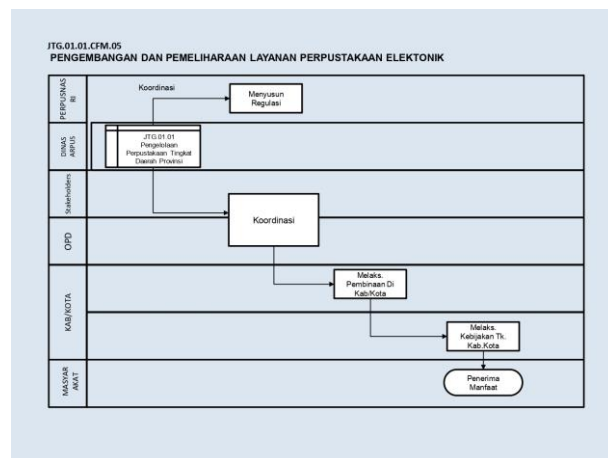 JTG.01.01.CFM.05
PENGEMBANGAN DAN PEMELIHARAAN LAYANAN PERPUSTAKAAN ELEKTONIK
PERPUSNAS
RI
Koordinasi
Menyusun
Regulasi
DINAS
ARPUS
JTG.01.01
Pengelolaan
Perpustakaan Tingkat
Daerah Provinsi
Stakeholders
Koordinasi
OPD
KAB/KOTA
Melaks.
Pembinaan Di
Kab/Kota
Melaks.
Kebijakan Tk.
Kab.Kota
MASYAR
AKAT
Penerima
Manfaat